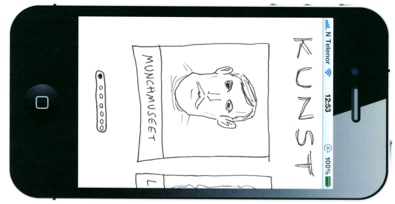 N Telenor 12:53 100%
KUNST
MUNCHMUSEET
L